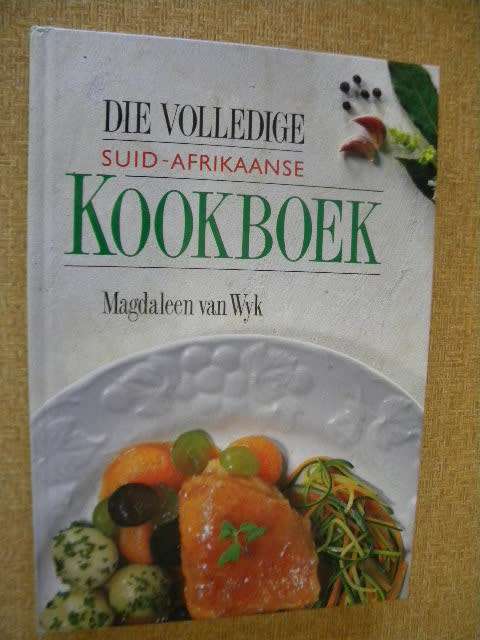 DIE VOLLEDIGE
SUID-AFRIKAANSE
KOOKBOEK
Magdaleen van Wyk